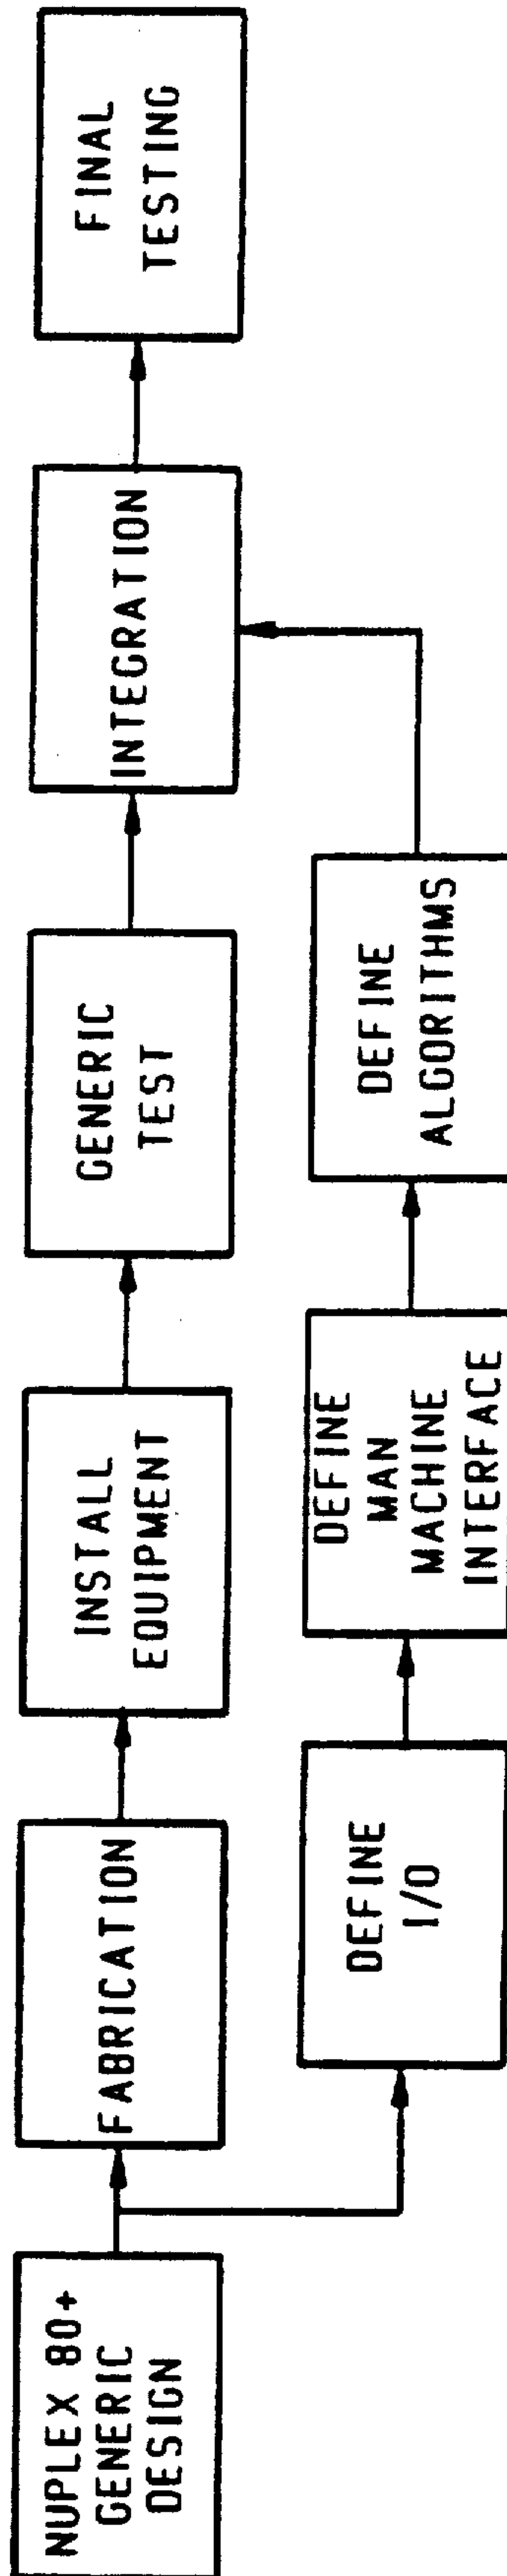 NUPLEX 80+
GENERIC
DESIGN
FABRICATION
INSTALL
EQUIPMENT
GENERIC
TEST
INTEGRATION
FINAL
TESTING
DEFINE
I/O
DEFINE
MAN
MACHINE
INTERFACE
DEFINE
ALGORITHMS